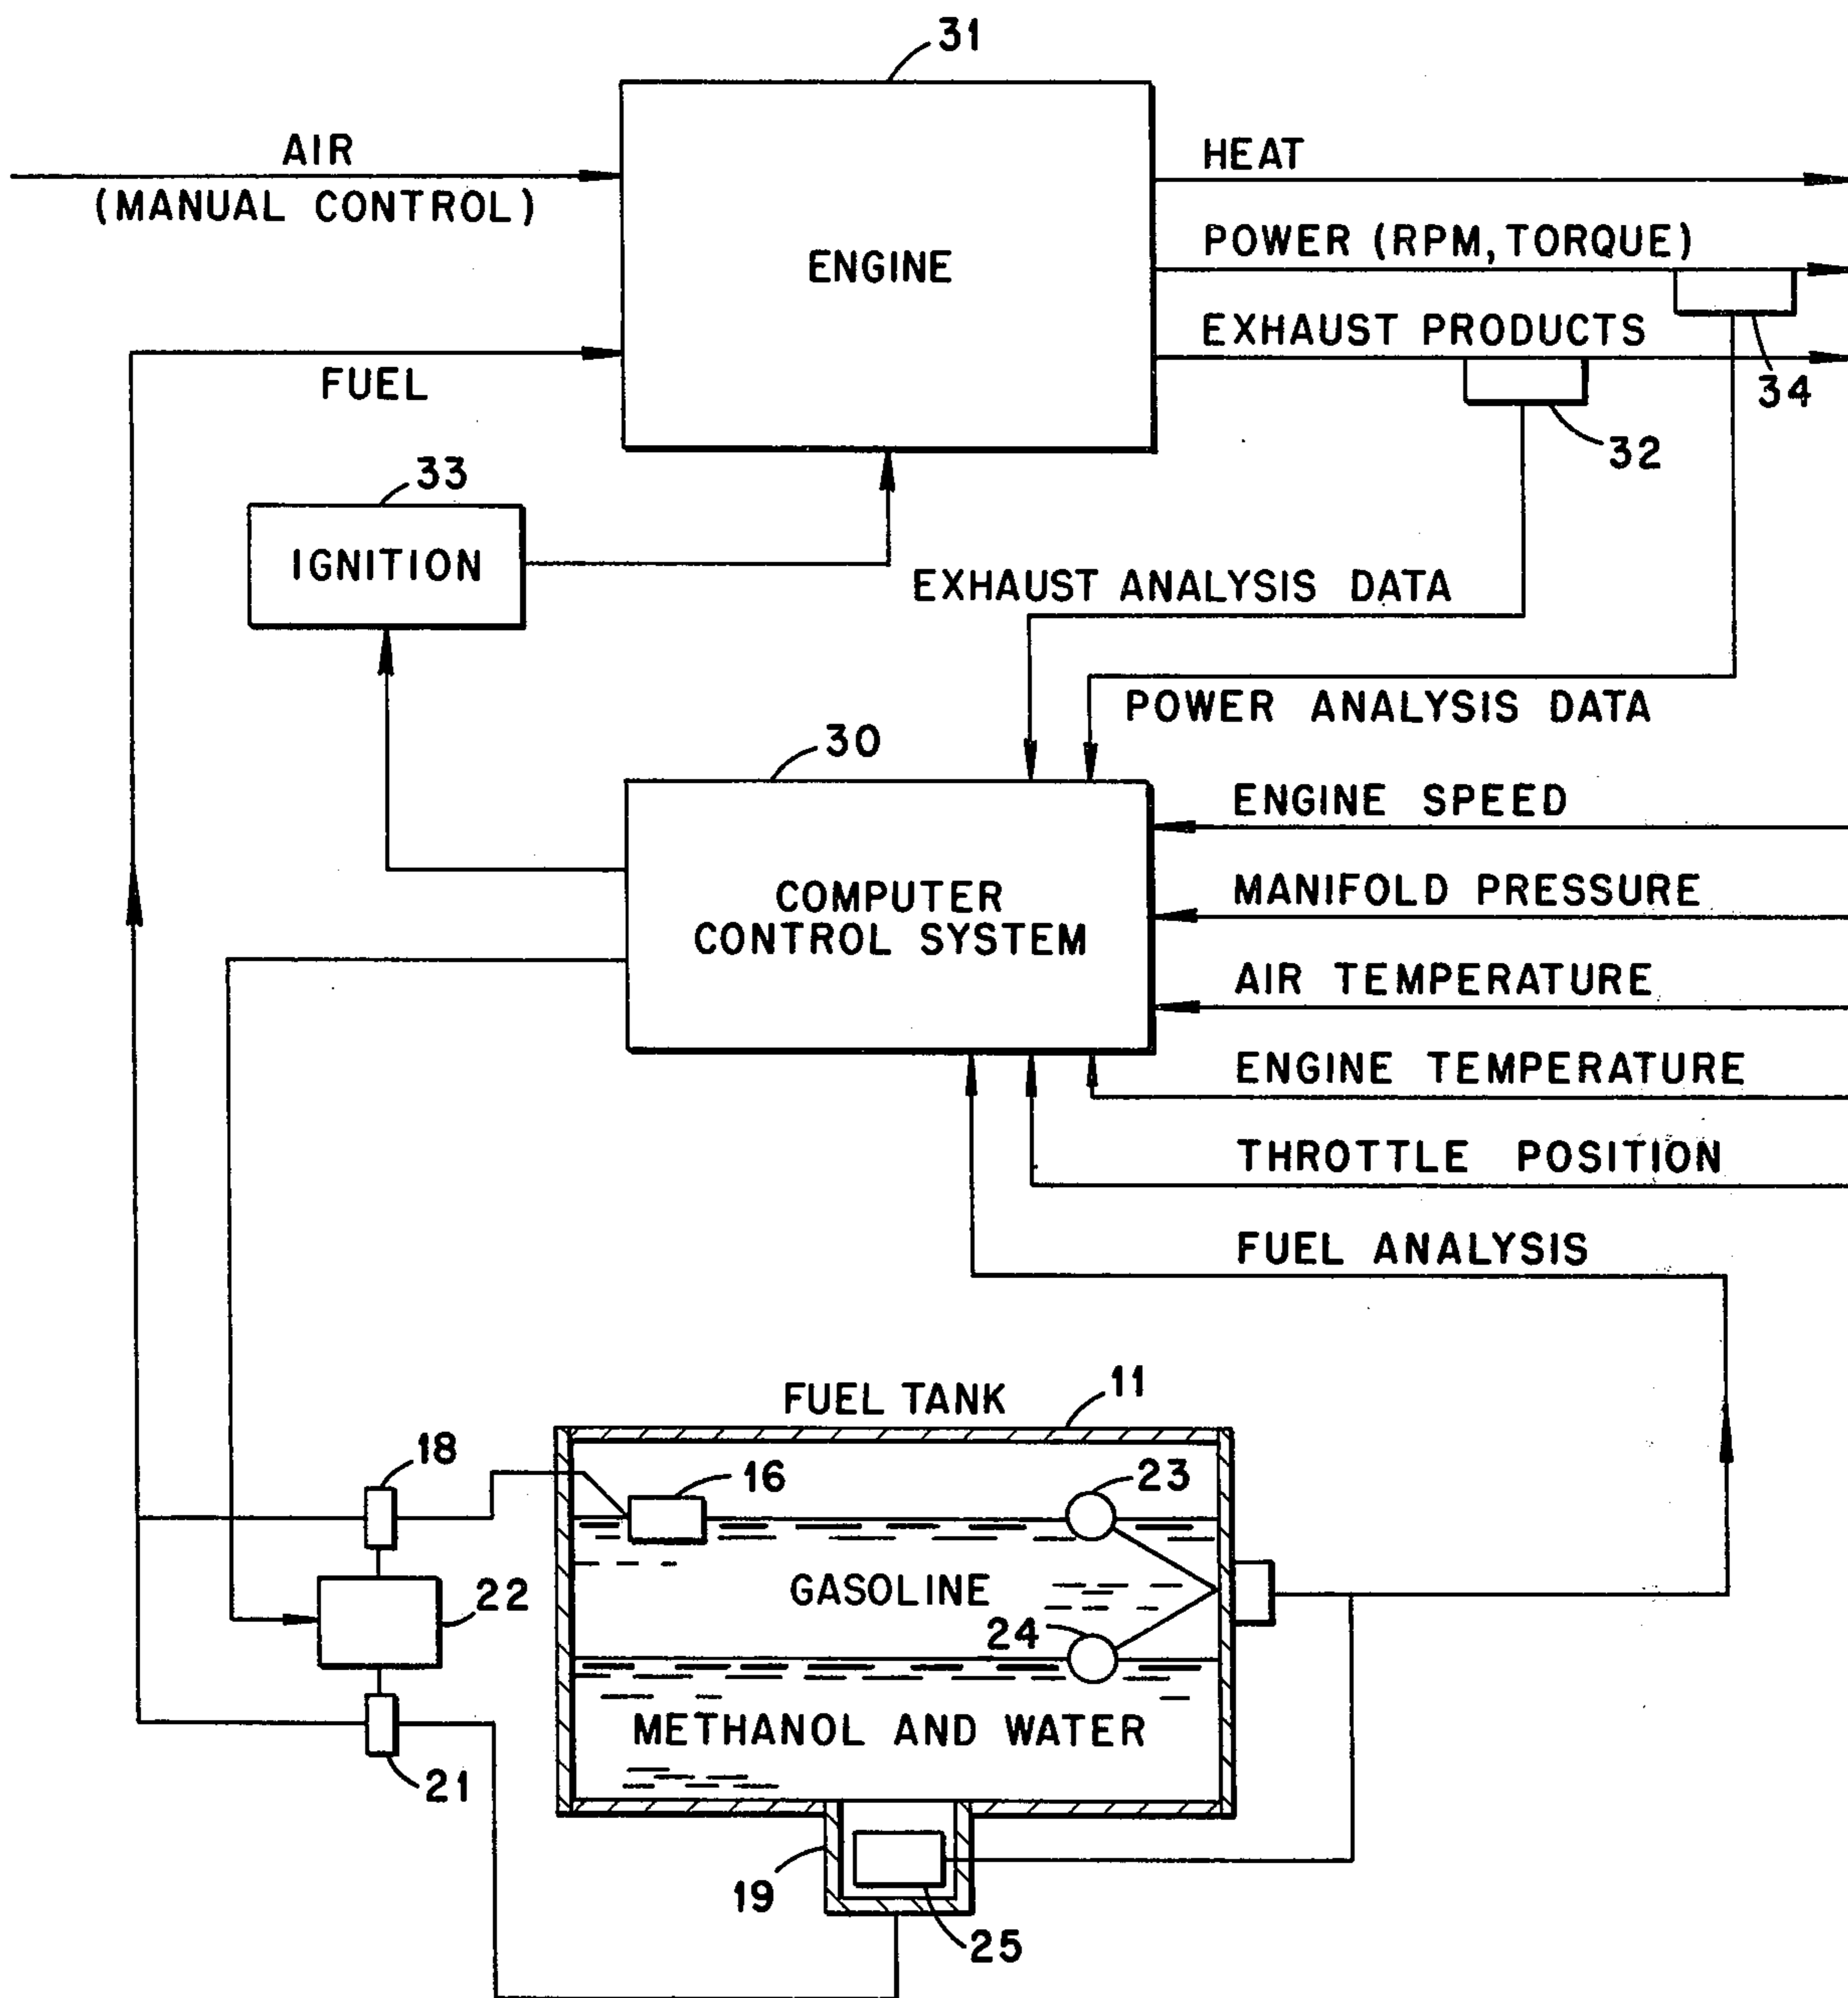 31
AIR
(MANUAL CONTROL)
HEAT
POWER (RPM, TORQUE)
ENGINE
EXHAUST PRODUCTS
34
FUEL
32
33
IGNITION
EXHAUST ANALYSIS DATA
POWER ANALYSIS DATA
30
ENGINE SPEED
COMPUTER
CONTROL SYSTEM
MANIFOLD PRESSURE
AIR TEMPERATURE
ENGINE TEMPERATURE
THROTTLE POSITION
FUEL ANALYSIS
FUEL TANK
11
18
16
23
GASOLINE
22
24
METHANOL AND WATER
21
19
25